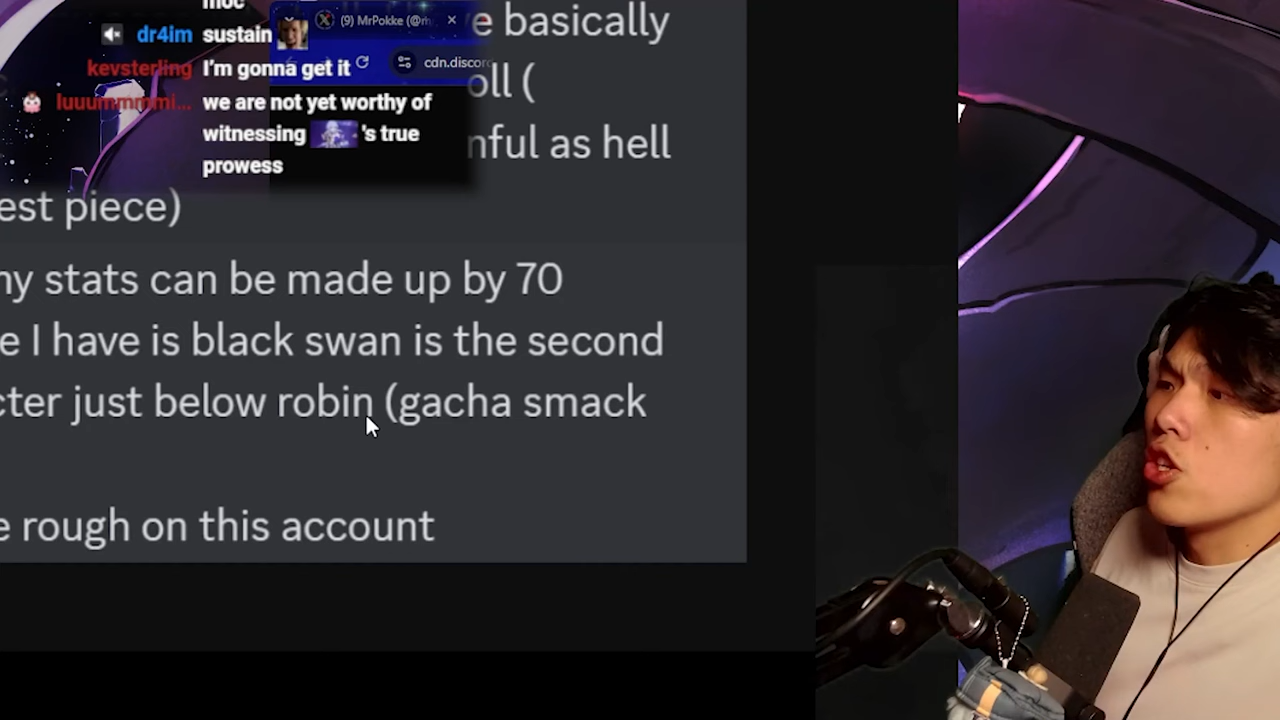 moc
dr4im sustain
kevsterling I'm gonna get it
luuummmmi... we are not yet worthy of
witnessing 's true
prowess
(9) MrPokke (@m
cdn.discor
e basically
oll (
nful as hell
est piece)
ny stats can be made up by 70
e I have is black swan is the second
cter just below robin (gacha smack
e rough on this account